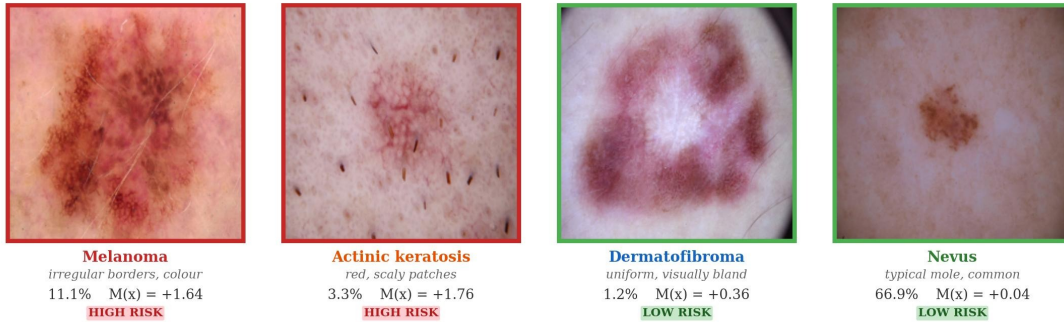 Melanoma
irregular borders, colour
11.1% M(x) = +1.64
HIGH RISK
Actinic keratosis
red, scaly patches
3.3% M(x) = +1.76
HIGH RISK
Dermatofibroma
uniform, visually bland
1.2% M(x) = +0.36
LOW RISK
Nevus
typical mole, common
66.9% M(x) = +0.04
LOW RISK